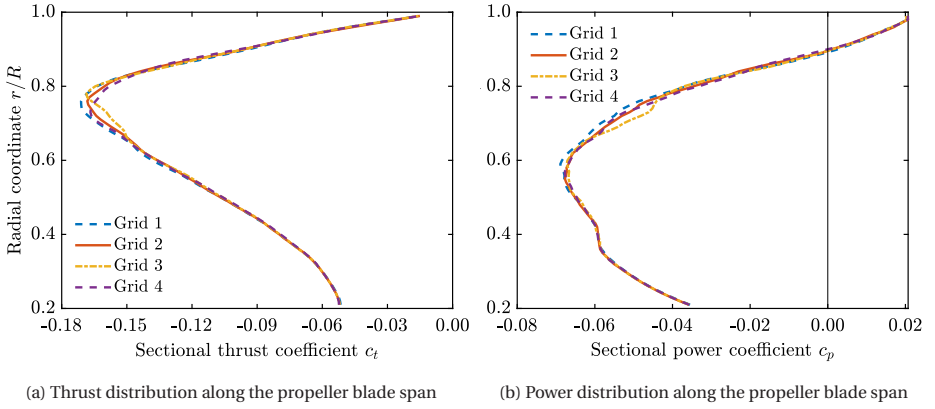 Radial coordinate r/R
1.0
0.8
0.6
0.4
0.2
Grid 1
Grid 2
Grid 3
Grid 4
-0.18 -0.15 -0.12 -0.09 -0.06 -0.03 0.00
Sectional thrust coefficient c_t
(a) Thrust distribution along the propeller blade span
1.0
0.8
0.6
0.4
0.2
Grid 1
Grid 2
Grid 3
Grid 4
-0.08 -0.06 -0.04 -0.02 0.00 0.02
Sectional power coefficient c_p
(b) Power distribution along the propeller blade span